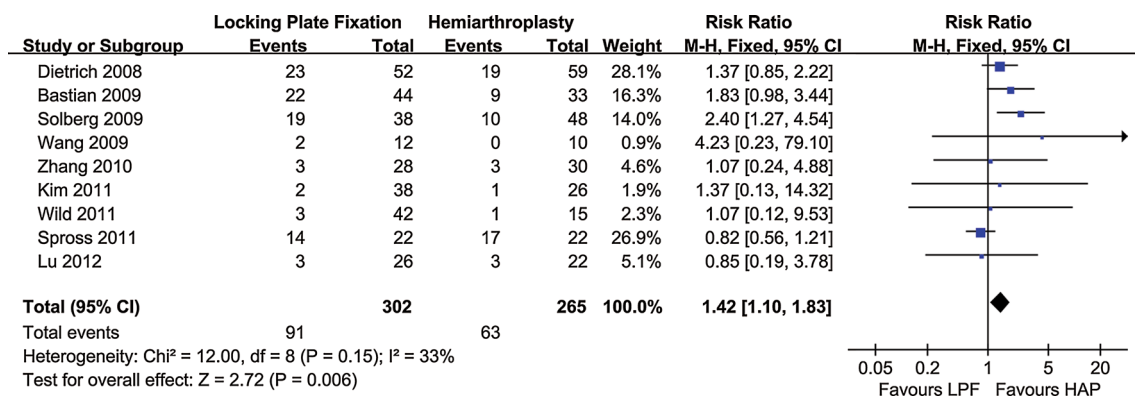 Locking Plate Fixation Hemiarthroplasty Risk Ratio Risk Ratio
Study or Subgroup Events Total Events Total Weight M-H, Fixed, 95% CI M-H, Fixed, 95% CI
Dietrich 2008 23 52 19 59 28.1% 1.37 [0.85, 2.22]
Bastian 2009 22 44 9 33 16.3% 1.83 [0.98, 3.44]
Solberg 2009 19 38 10 48 14.0% 2.40 [1.27, 4.54]
Wang 2009 2 12 0 10 0.9% 4.23 [0.23, 79.10]
Zhang 2010 3 28 3 30 4.6% 1.07 [0.24, 4.88]
Kim 2011 2 38 1 26 1.9% 1.37 [0.13, 14.32]
Wild 2011 3 42 1 15 2.3% 1.07 [0.12, 9.53]
Spross 2011 14 22 17 22 26.9% 0.82 [0.56, 1.21]
Lu 2012 3 26 3 22 5.1% 0.85 [0.19, 3.78]
Total (95% CI) 302 265 100.0% 1.42 [1.10, 1.83]
Total events 91 63
Heterogeneity: Chi² = 12.00, df = 8 (P = 0.15); I² = 33%
Test for overall effect: Z = 2.72 (P = 0.006)
0.05 0.2 1 5 20
Favours LPF Favours HAP